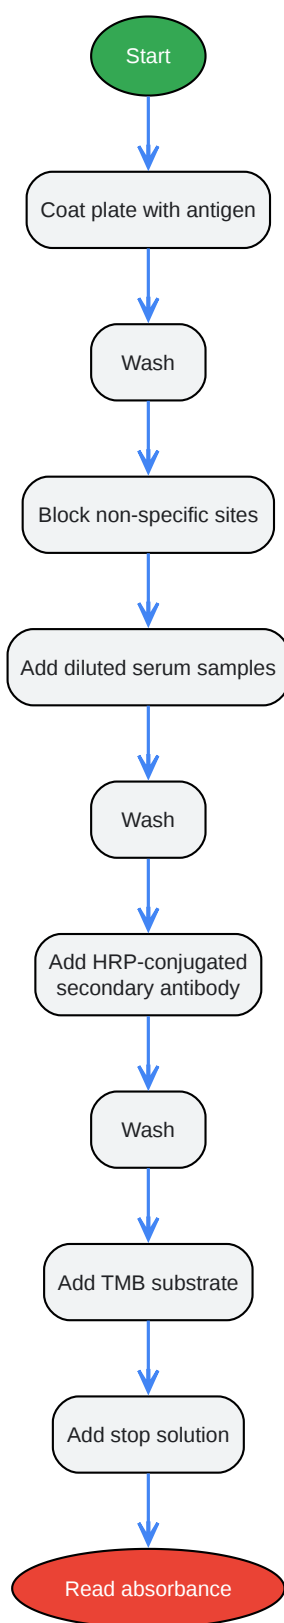 Start
Coat plate with antigen
Wash
Block non-specific sites
Add diluted serum samples
Wash
Add HRP-conjugated
secondary antibody
Wash
Add TMB substrate
Add stop solution
Read absorbance